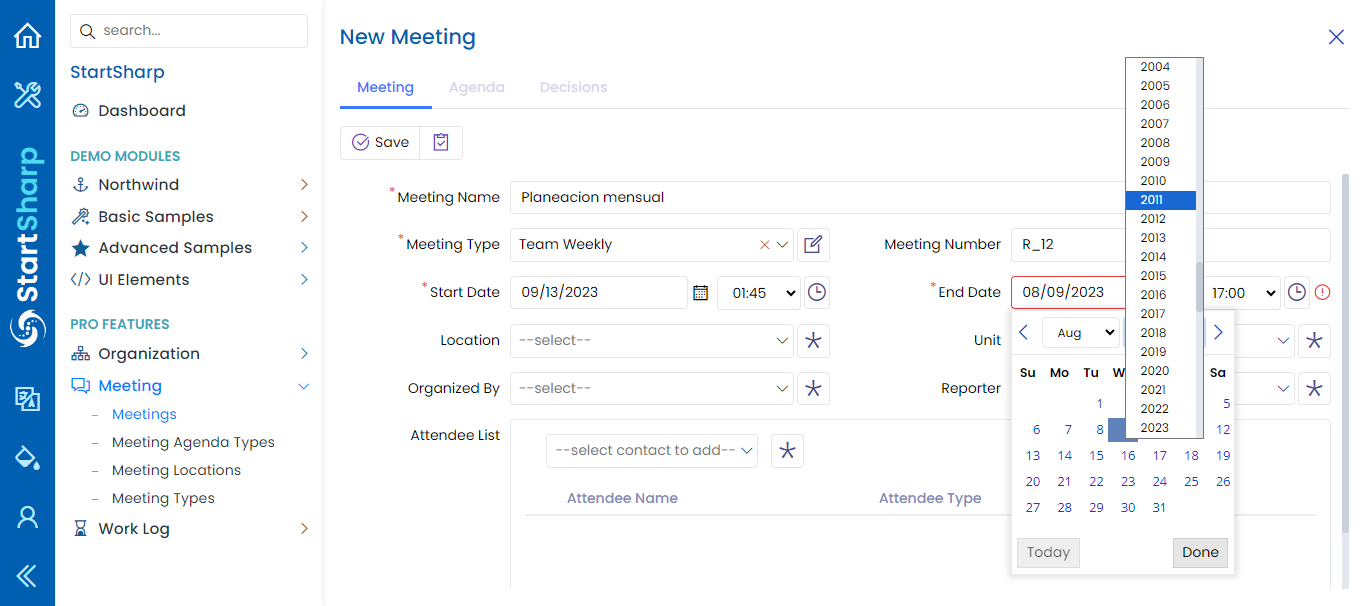 search...
StartSharp
Dashboard
DEMO MODULES
Northwind
Basic Samples
Advanced Samples
UI Elements
PRO FEATURES
Organization
Meeting
Meetings
Meeting Agenda Types
Meeting Locations
Meeting Types
Work Log
StartSharp
New Meeting
Meeting Agenda Decisions
Save
*Meeting Name Planeacion mensual
*Meeting Type Team Weekly
Meeting Number R_12
*Start Date 09/13/2023 01:45
*End Date 08/09/2023 17:00
Location --select--
Unit
Organized By --select--
Reporter
Attendee List
--select contact to add--
Attendee Name Attendee Type
Aug
Su Mo Tu W Sa
1 5
6 7 8 12
13 14 15 16 17 18 19
20 21 22 23 24 25 26
27 28 29 30 31
Today Done
2004
2005
2006
2007
2008
2009
2010
2011
2012
2013
2014
2015
2016
2017
2018
2019
2020
2021
2022
2023